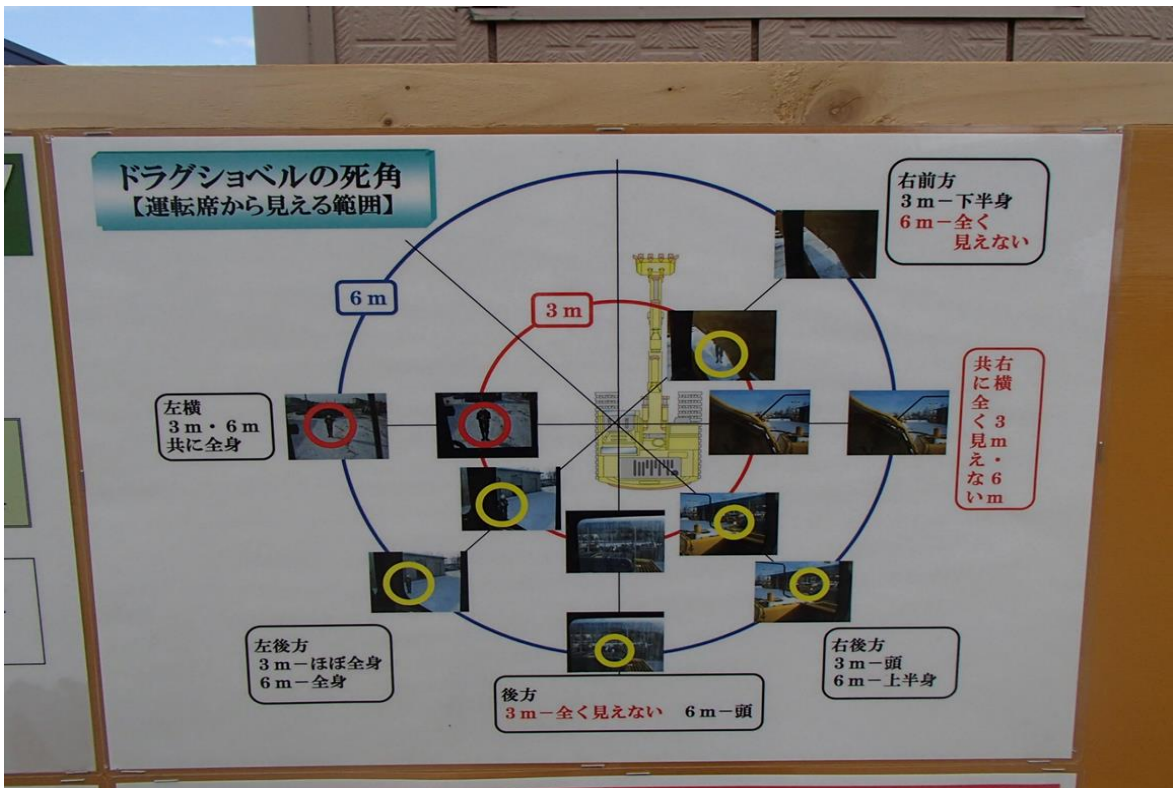 ドラグショベルの死角
【運転席から見える範囲】
右前方
3m－下半身
6m－全く
見えない
6m
3m
左横
3m・6m
共に全身
右横 3m・6m
共に全く見えない
左後方
3m－ほぼ全身
6m－全身
右後方
3m－頭
6m－上半身
後方
3m－全く見えない 6m－頭